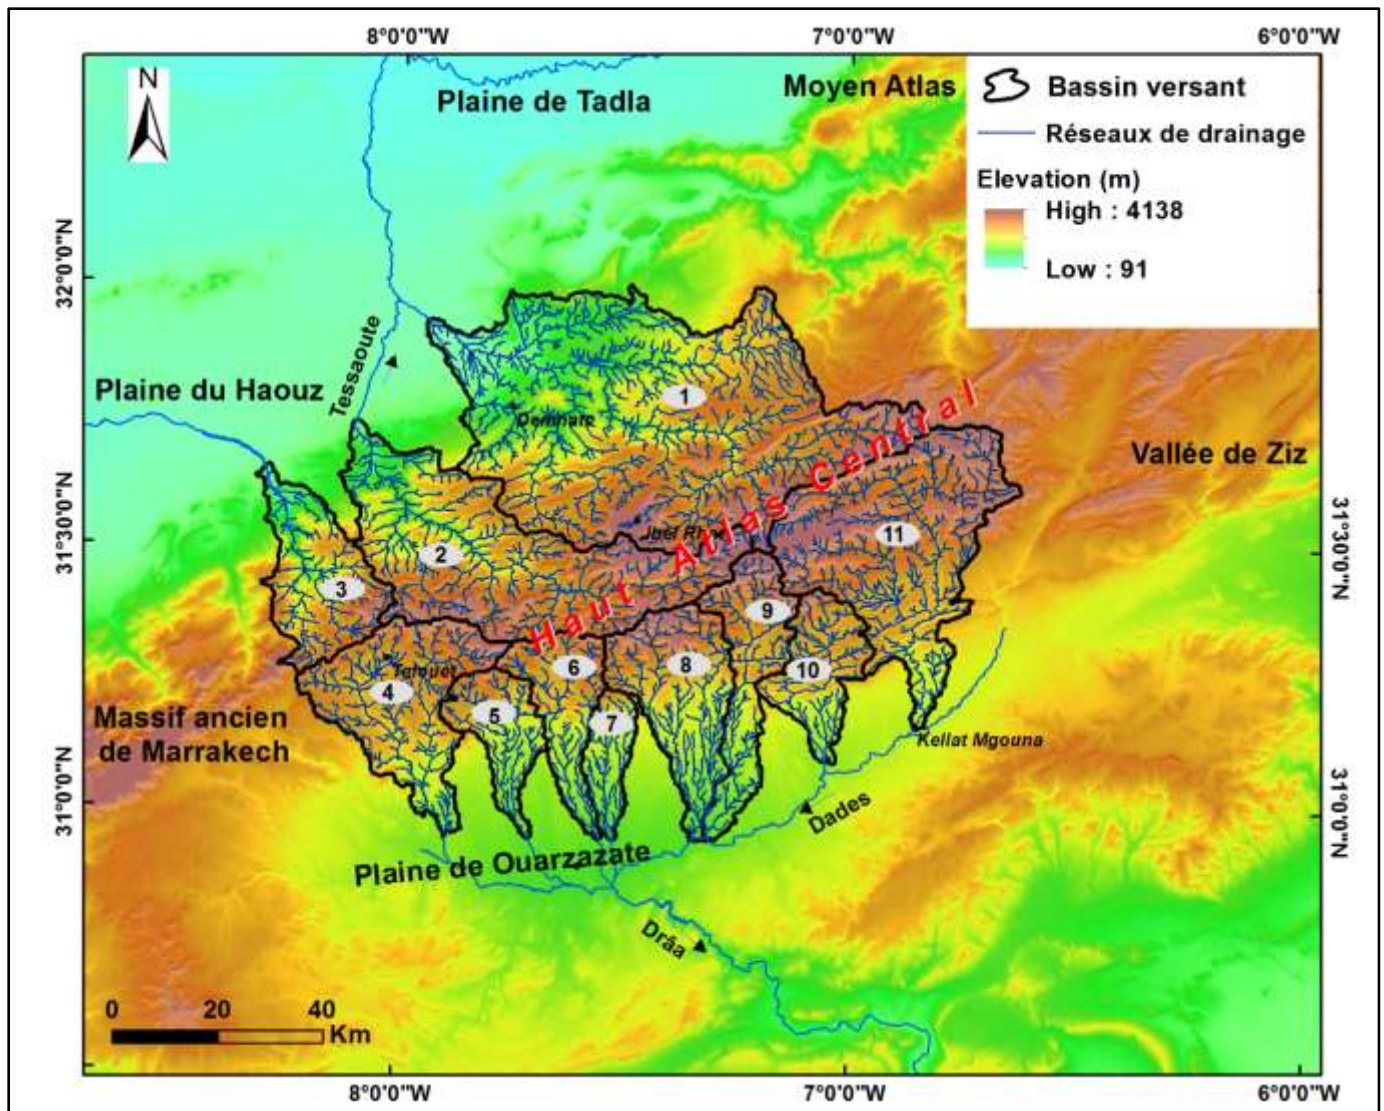 8°0'0"W
7°0'0"W
6°0'0"W
N
Plaine de Tadla
Moyen Atlas
Bassin versant
Réseaux de drainage
Elevation (m)
High : 4138
Low : 91
32°0'0"N
Tessaoute
Plaine du Haouz
1
Demnate
Haut Atlas Central
Vallée de Ziz
31°30'0"N
31°30'0"N
2
Jbel
11
3
9
6
8
10
4
5
7
Massif ancien
de Marrakech
Kellat Mgouna
31°0'0"N
31°0'0"N
Dades
Plaine de Ouarzazate
Drâa
0
20
40
Km
8°0'0"W
7°0'0"W
6°0'0"W